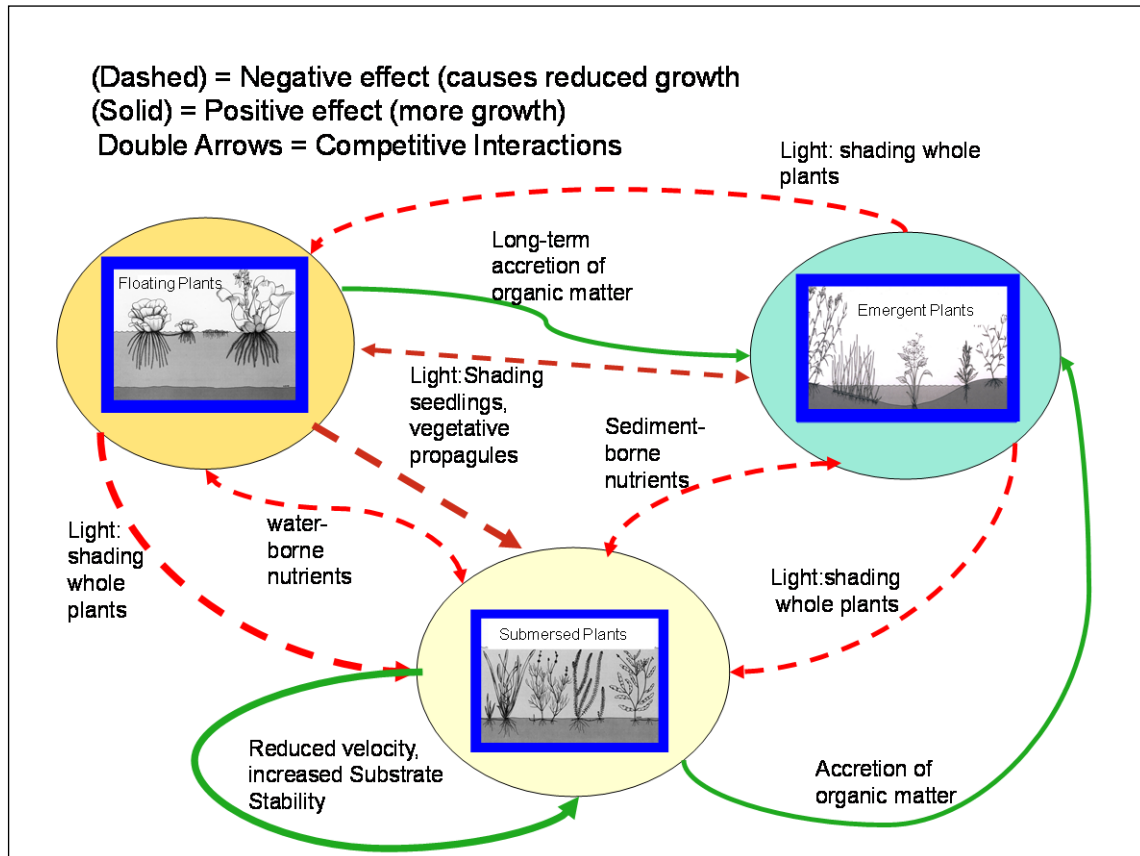 (Dashed) = Negative effect (causes reduced growth
(Solid) = Positive effect (more growth)
Double Arrows = Competitive Interactions
Light: shading whole
plants
Long-term
accretion of
organic matter
Floating Plants
Emergent Plants
Light:Shading
seedlings,
vegetative
propagules
Sediment-
borne
nutrients
water-
borne
nutrients
Light:
shading
whole
plants
Light:shading
whole plants
Submersed Plants
Reduced velocity,
increased Substrate
Stability
Accretion of
organic matter